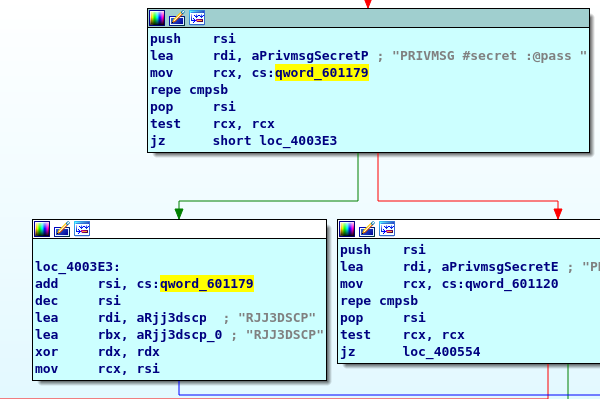 push rsi
lea rdi, aPrivmsgSecretP ; "PRIVMSG #secret :@pass "
mov rcx, cs:qword_601179
repe cmpsb
pop rsi
test rcx, rcx
jz short loc_4003E3
loc_4003E3:
add rsi, cs:qword_601179
dec rsi
lea rdi, aRjj3dscp ; "RJJ3DSCP"
lea rbx, aRjj3dscp_0 ; "RJJ3DSCP"
xor rdx, rdx
mov rcx, rsi
push rsi
lea rdi, aPrivmsgSecretE ;
mov rcx, cs:qword_601120
repe cmpsb
pop rsi
test rcx, rcx
jz loc_400554